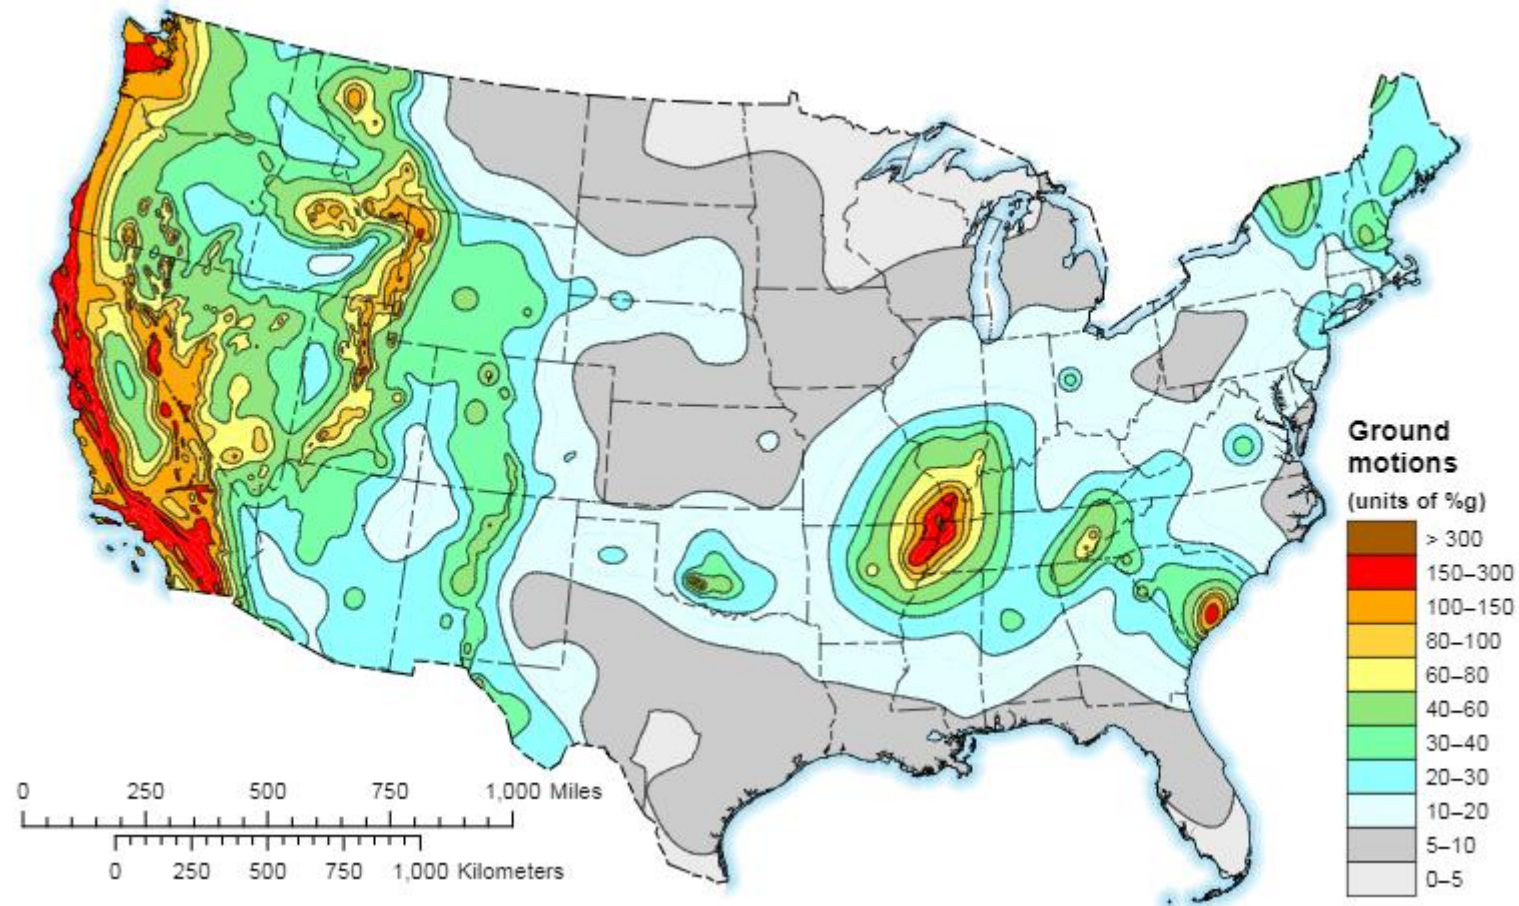 Ground
motions
(units of %g)
> 300
150–300
100–150
80–100
60–80
40–60
30–40
20–30
10–20
5–10
0–5
0 250 500 750 1,000 Miles
0 250 500 750 1,000 Kilometers